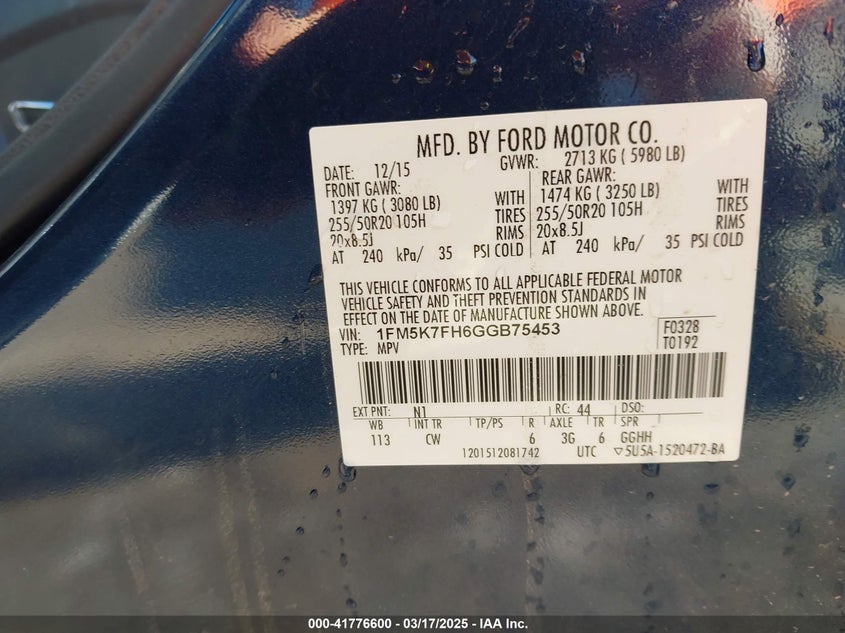 MFD. BY FORD MOTOR CO.
DATE: 12/15 GVWR: 2713 KG ( 5980 LB)
FRONT GAWR: REAR GAWR:
1397 KG ( 3080 LB) WITH 1474 KG ( 3250 LB) WITH
255/50R20 105H TIRES 255/50R20 105H TIRES
20x8.5J RIMS 20x8.5J RIMS
AT 240 kPa/ 35 PSI COLD AT 240 kPa/ 35 PSI COLD
THIS VEHICLE CONFORMS TO ALL APPLICABLE FEDERAL MOTOR
VEHICLE SAFETY AND THEFT PREVENTION STANDARDS IN
EFFECT ON THE DATE OF MANUFACTURE SHOWN ABOVE.
VIN: 1FM5K7FH6GGB75453 F0328
TYPE: MPV T0192
EXT PNT: N1 RC: 44 DSO:
WB INT TR TP/PS R AXLE TR SPR
113 CW 6 3G 6 GGHH
1201512081742 UTC ▽5U5A-1520472-BA
000-41776600 / 03/17/2025 - IAA Inc.